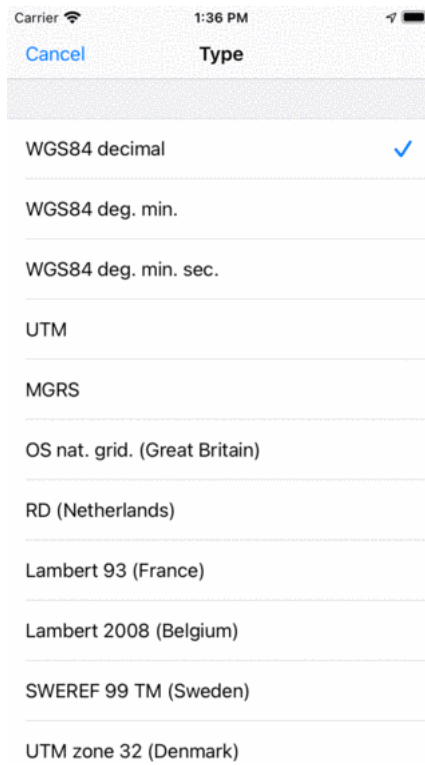 Carrier 1:36 PM
Cancel Type
WGS84 decimal
WGS84 deg. min.
WGS84 deg. min. sec.
UTM
MGRS
OS nat. grid. (Great Britain)
RD (Netherlands)
Lambert 93 (France)
Lambert 2008 (Belgium)
SWEREF 99 TM (Sweden)
UTM zone 32 (Denmark)